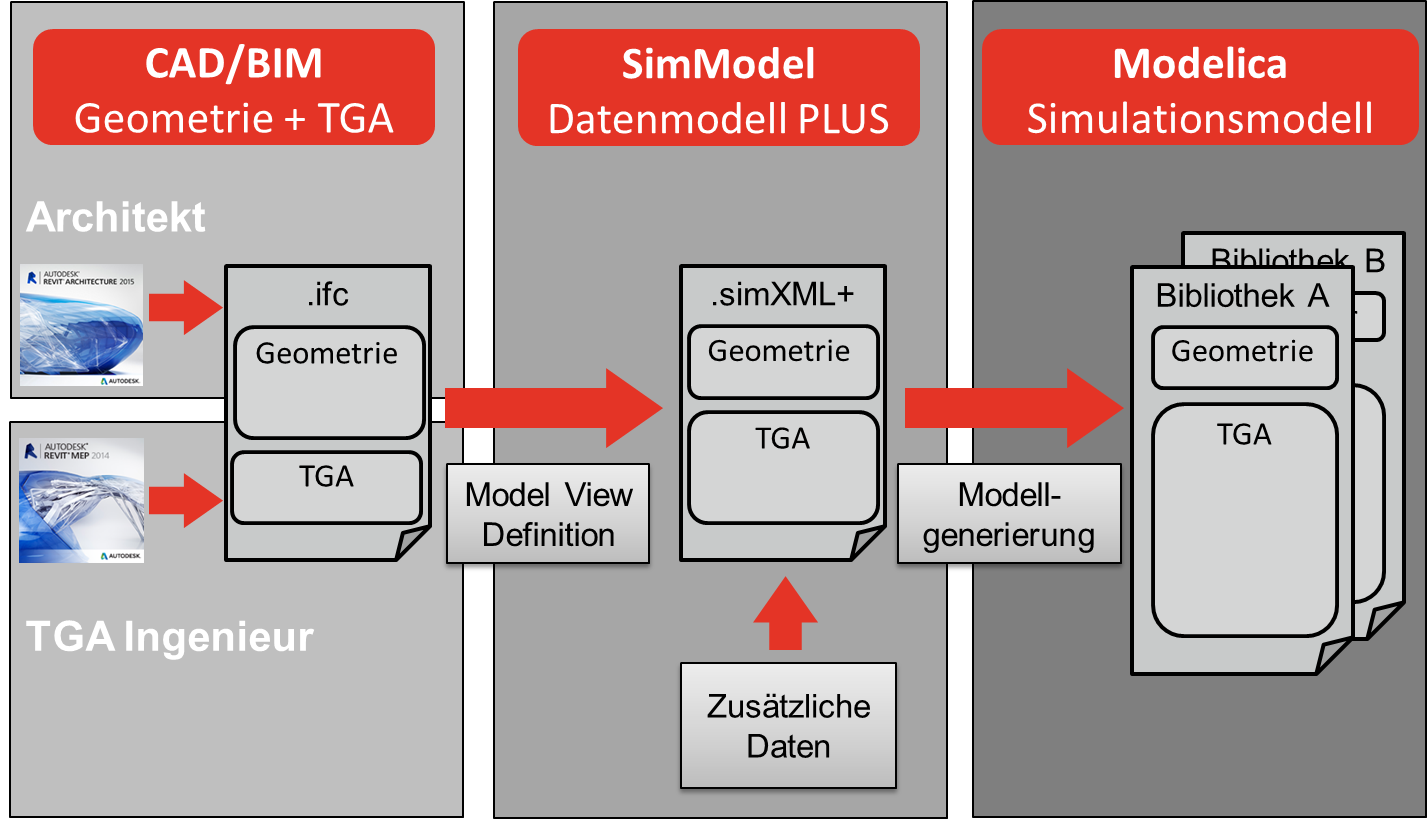 CAD/BIM
Geometrie + TGA
Architekt
AUTODESK®
REVIT® ARCHITECTURE 2015
AUTODESK.
.ifc
Geometrie
TGA
AUTODESK®
REVIT® MEP 2014
AUTODESK.
TGA Ingenieur
SimModel
Datenmodell PLUS
Model View
Definition
.simXML+
Geometrie
TGA
Zusätzliche
Daten
Modelica
Simulationsmodell
Modell-
generierung
Bibliothek B
Bibliothek A
Geometrie
TGA